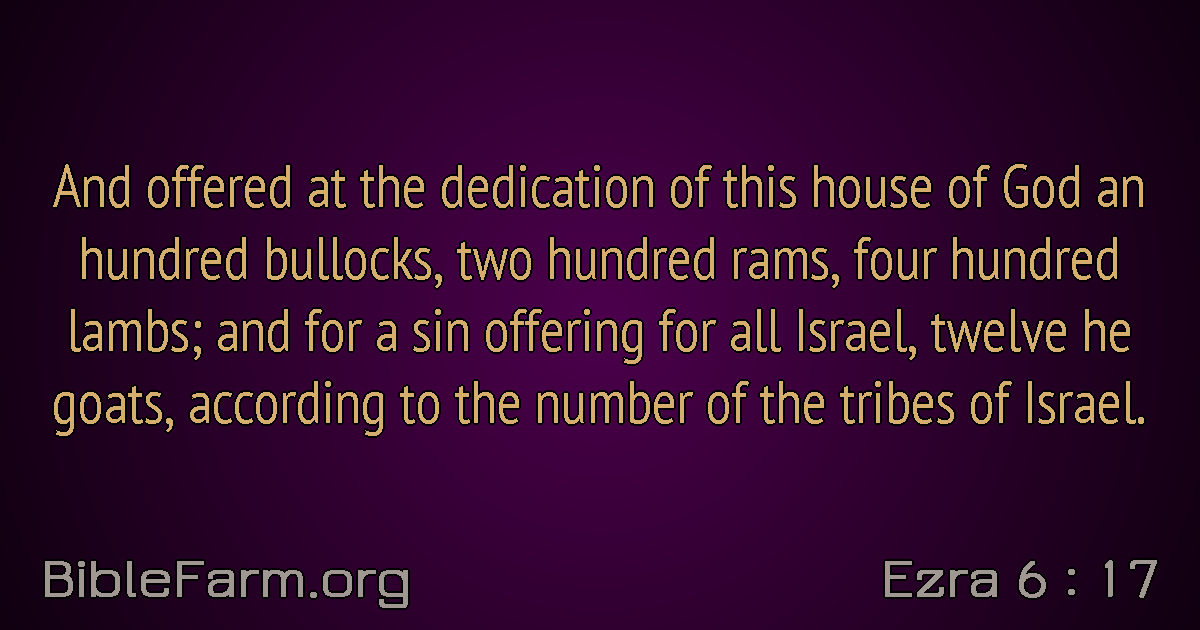 And offered at the dedication of this house of God an
hundred bullocks, two hundred rams, four hundred
lambs; and for a sin offering for all Israel, twelve he
goats, according to the number of the tribes of Israel.
BibleFarm.org
Ezra 6 : 17